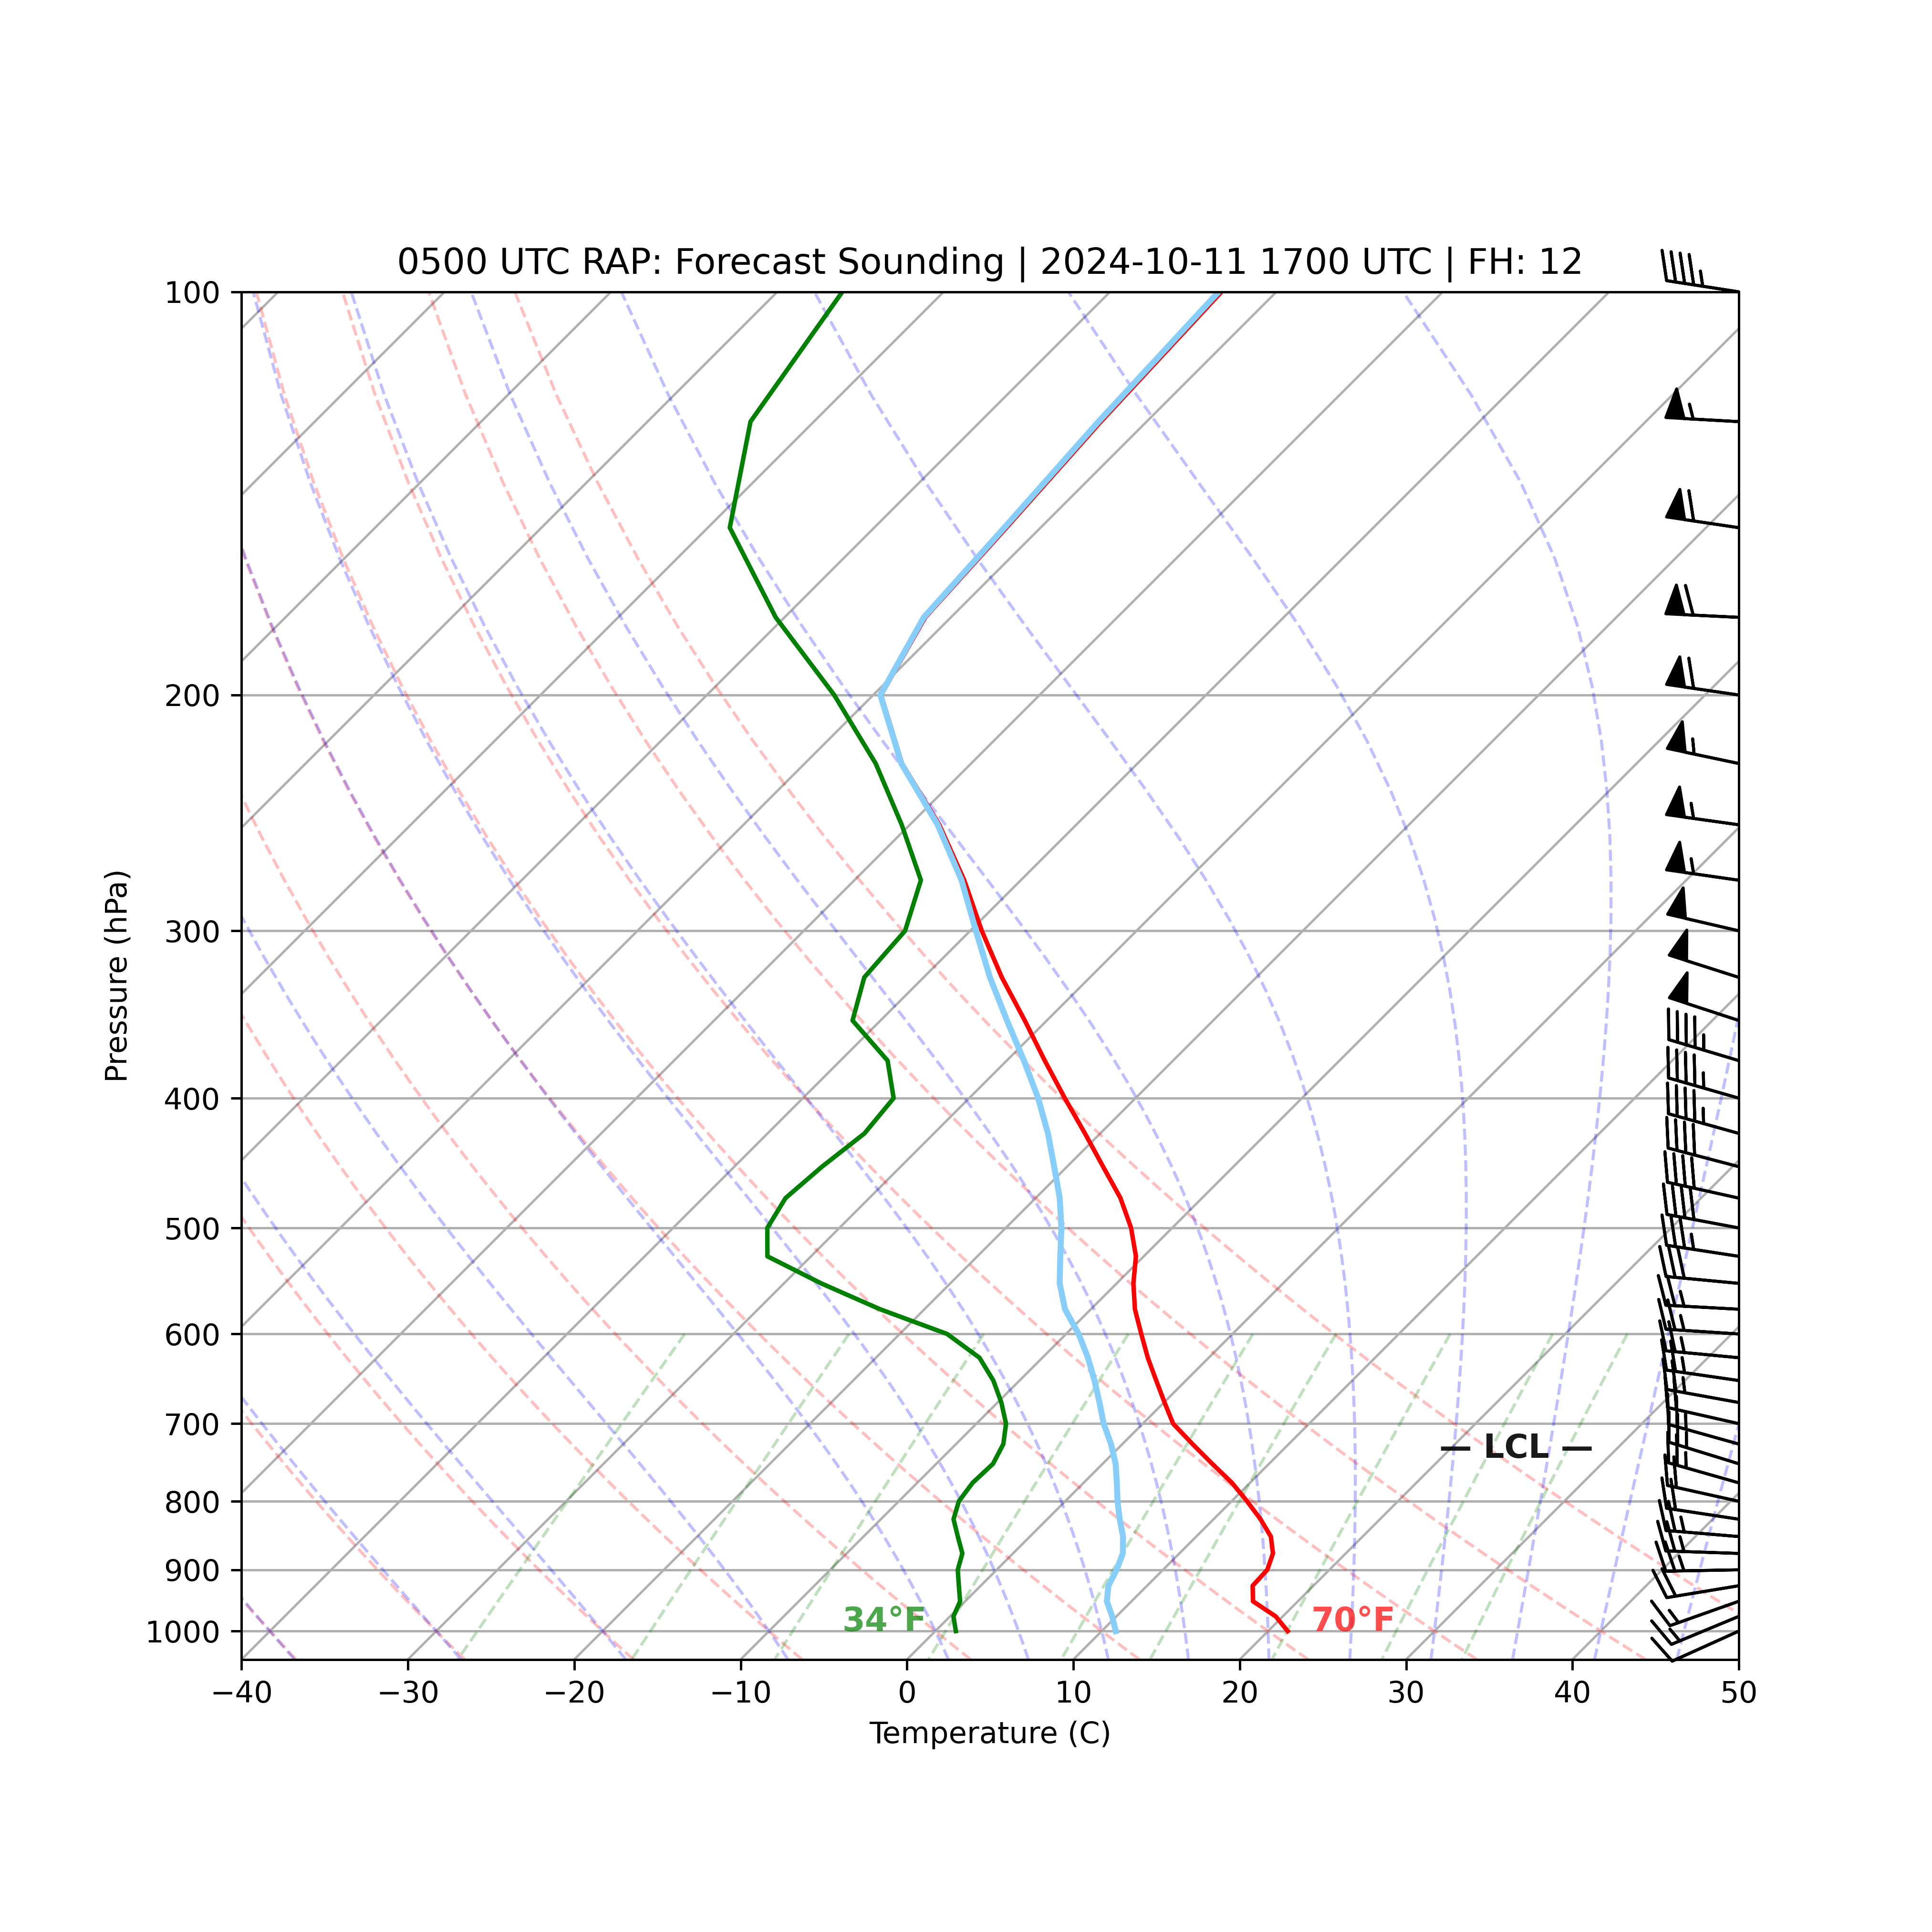 0500 UTC RAP: Forecast Sounding | 2024-10-11 1700 UTC | FH: 12
100
200
300
400
500
600
700
800
900
1000
Pressure (hPa)
— LCL —
34°F
70°F
−40 −30 −20 −10 0 10 20 30 40 50
Temperature (C)